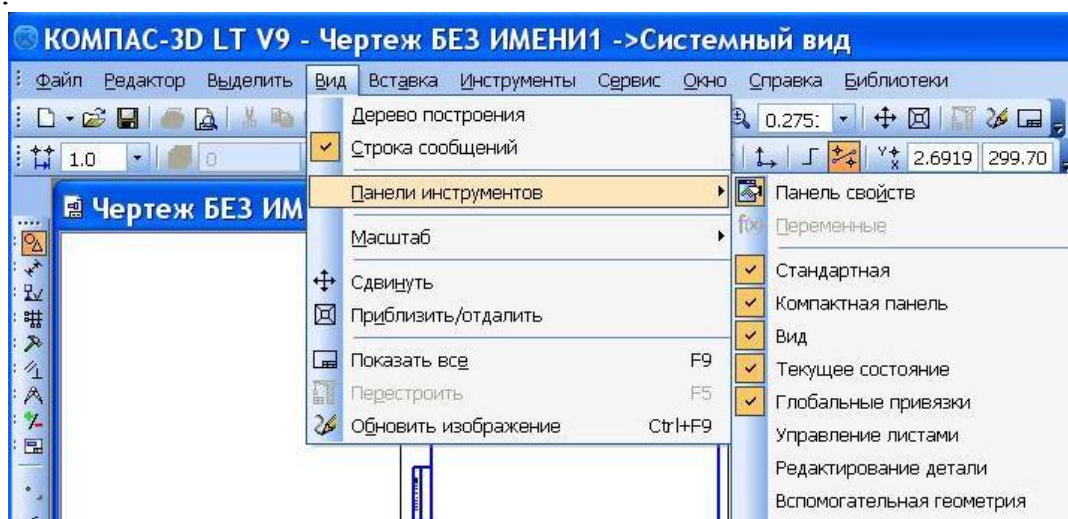 .
КОМПАС-3D LT V9 - Чертеж БЕЗ ИМЕНИ1 ->Системный вид
Файл Редактор Выделить Вид Вставка Инструменты Сервис Окно Справка Библиотеки
0.275:
1.0 0 2.6919 299.70
Чертеж БЕЗ ИМ
Дерево построения
Строка сообщений
Панели инструментов
Масштаб
Сдвинуть
Приблизить/отдалить
Показать все F9
Перестроить F5
Обновить изображение Ctrl+F9
Панель свойств
f(x) Переменные
Стандартная
Компактная панель
Вид
Текущее состояние
Глобальные привязки
Управление листами
Редактирование детали
Вспомогательная геометрия